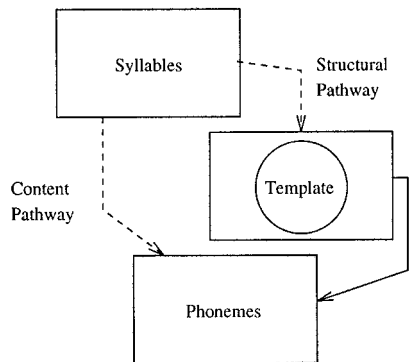 Syllables
Structural
Pathway
Template
Content
Pathway
Phonemes